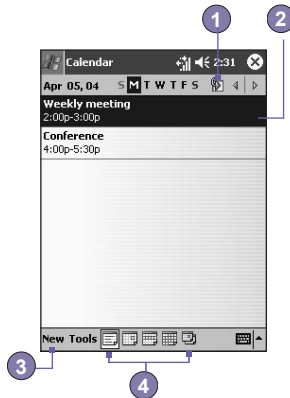 1
2
Calendar 2:31
Apr 05, 04 S M T W T F S
Weekly meeting
2:00p-3:00p
Conference
4:00p-5:30p
New Tools
3
4